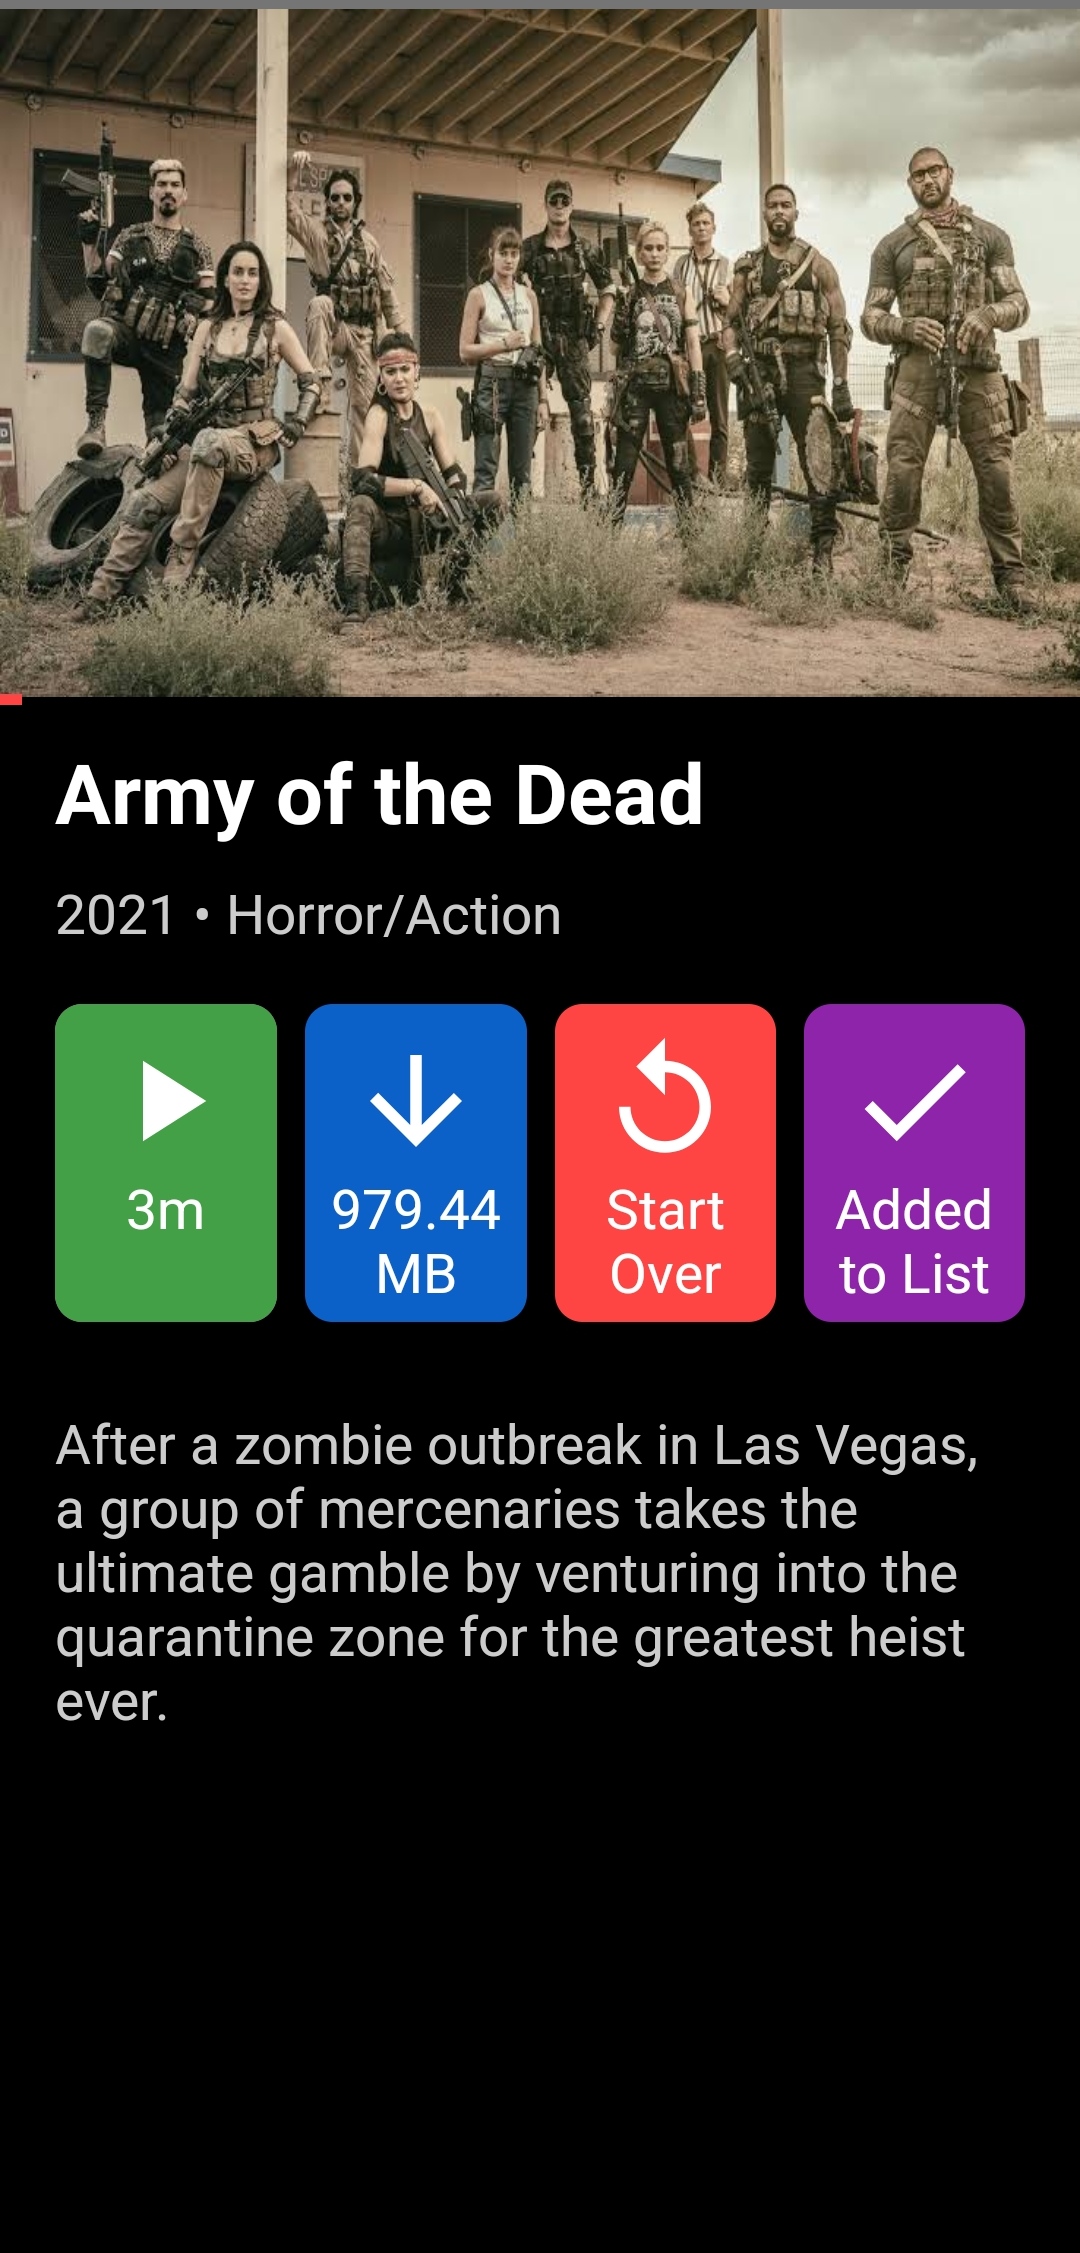 Army of the Dead
2021 • Horror/Action
3m
979.44
MB
Start
Over
Added
to List
After a zombie outbreak in Las Vegas,
a group of mercenaries takes the
ultimate gamble by venturing into the
quarantine zone for the greatest heist
ever.